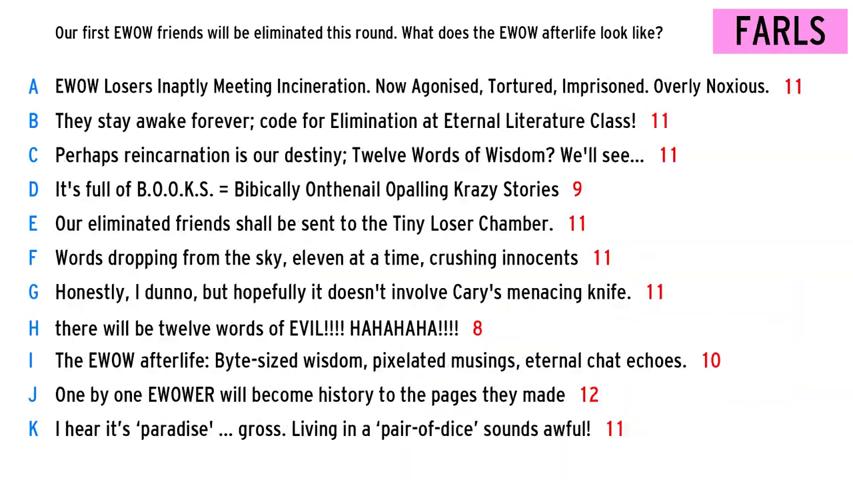 Our first EWOW friends will be eliminated this round. What does the EWOW afterlife look like?
FARLS
A EWOW Losers Inaptly Meeting Incineration. Now Agonised, Tortured, Imprisoned. Overly Noxious. 11
B They stay awake forever; code for Elimination at Eternal Literature Class! 11
C Perhaps reincarnation is our destiny; Twelve Words of Wisdom? We'll see... 11
D It's full of B.O.O.K.S. = Bibically Onthenail Opalling Krazy Stories 9
E Our eliminated friends shall be sent to the Tiny Loser Chamber. 11
F Words dropping from the sky, eleven at a time, crushing innocents 11
G Honestly, I dunno, but hopefully it doesn't involve Cary's menacing knife. 11
H there will be twelve words of EVIL!!!! HAHAHAHA!!!! 8
I The EWOW afterlife: Byte-sized wisdom, pixelated musings, eternal chat echoes. 10
J One by one EWOWER will become history to the pages they made 12
K I hear it’s ‘paradise' ... gross. Living in a ‘pair-of-dice’ sounds awful! 11